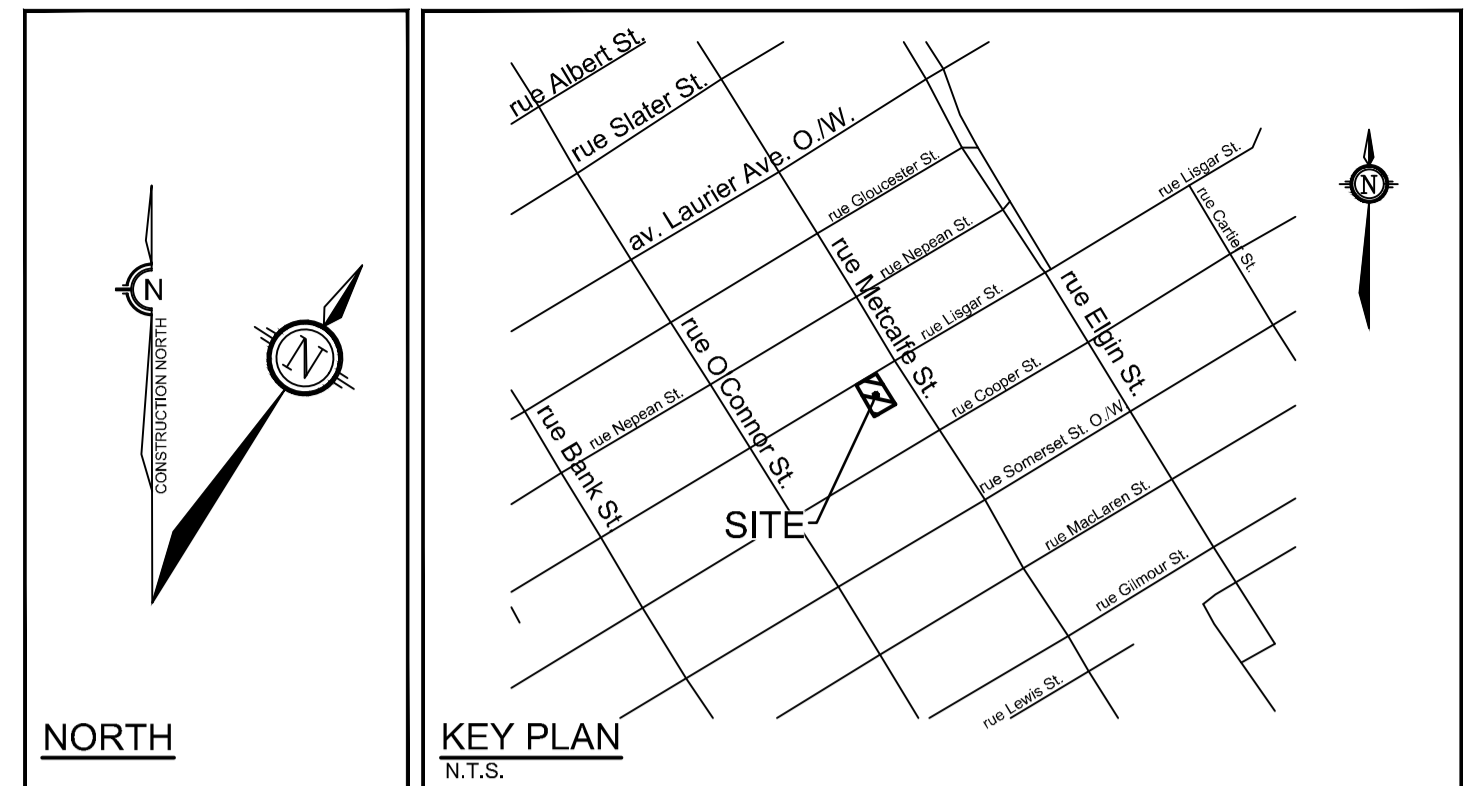 N
CONSTRUCTION NORTH
N
NORTH
rue Albert St.
rue Slater St.
av. Laurier Ave. O./W.
rue Gloucester St.
rue Nepean St.
rue Lisgar St.
rue Lisgar St.
rue Cartier St.
N
rue Metcalfe St.
rue Elgin St.
rue O'Connor St.
rue Cooper St.
rue Nepean St.
rue Bank St.
rue Somerset St. O./W.
SITE
rue MacLaren St.
rue Gilmour St.
rue Lewis St.
KEY PLAN
N.T.S.